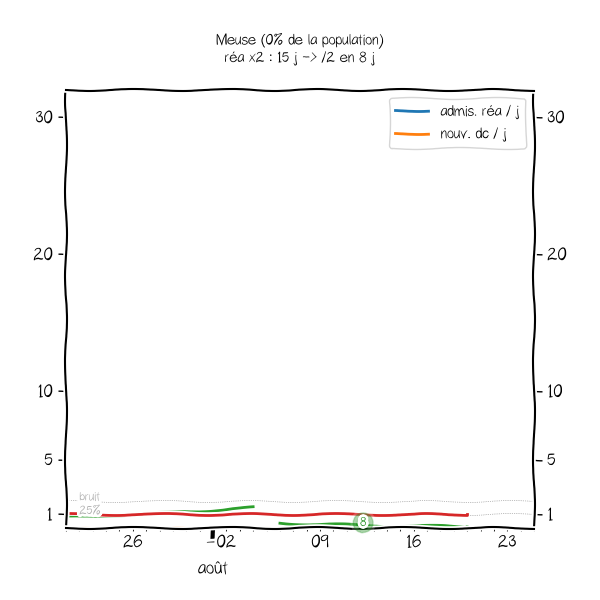 Meuse (0% de la population)
réa x2 : 15 j -> /2 en 8 j
admis. réa / j
nouv. dc / j
30
30
20
20
10
10
5
5
bruit
25%
1
1
8
26
02
09
16
23
août